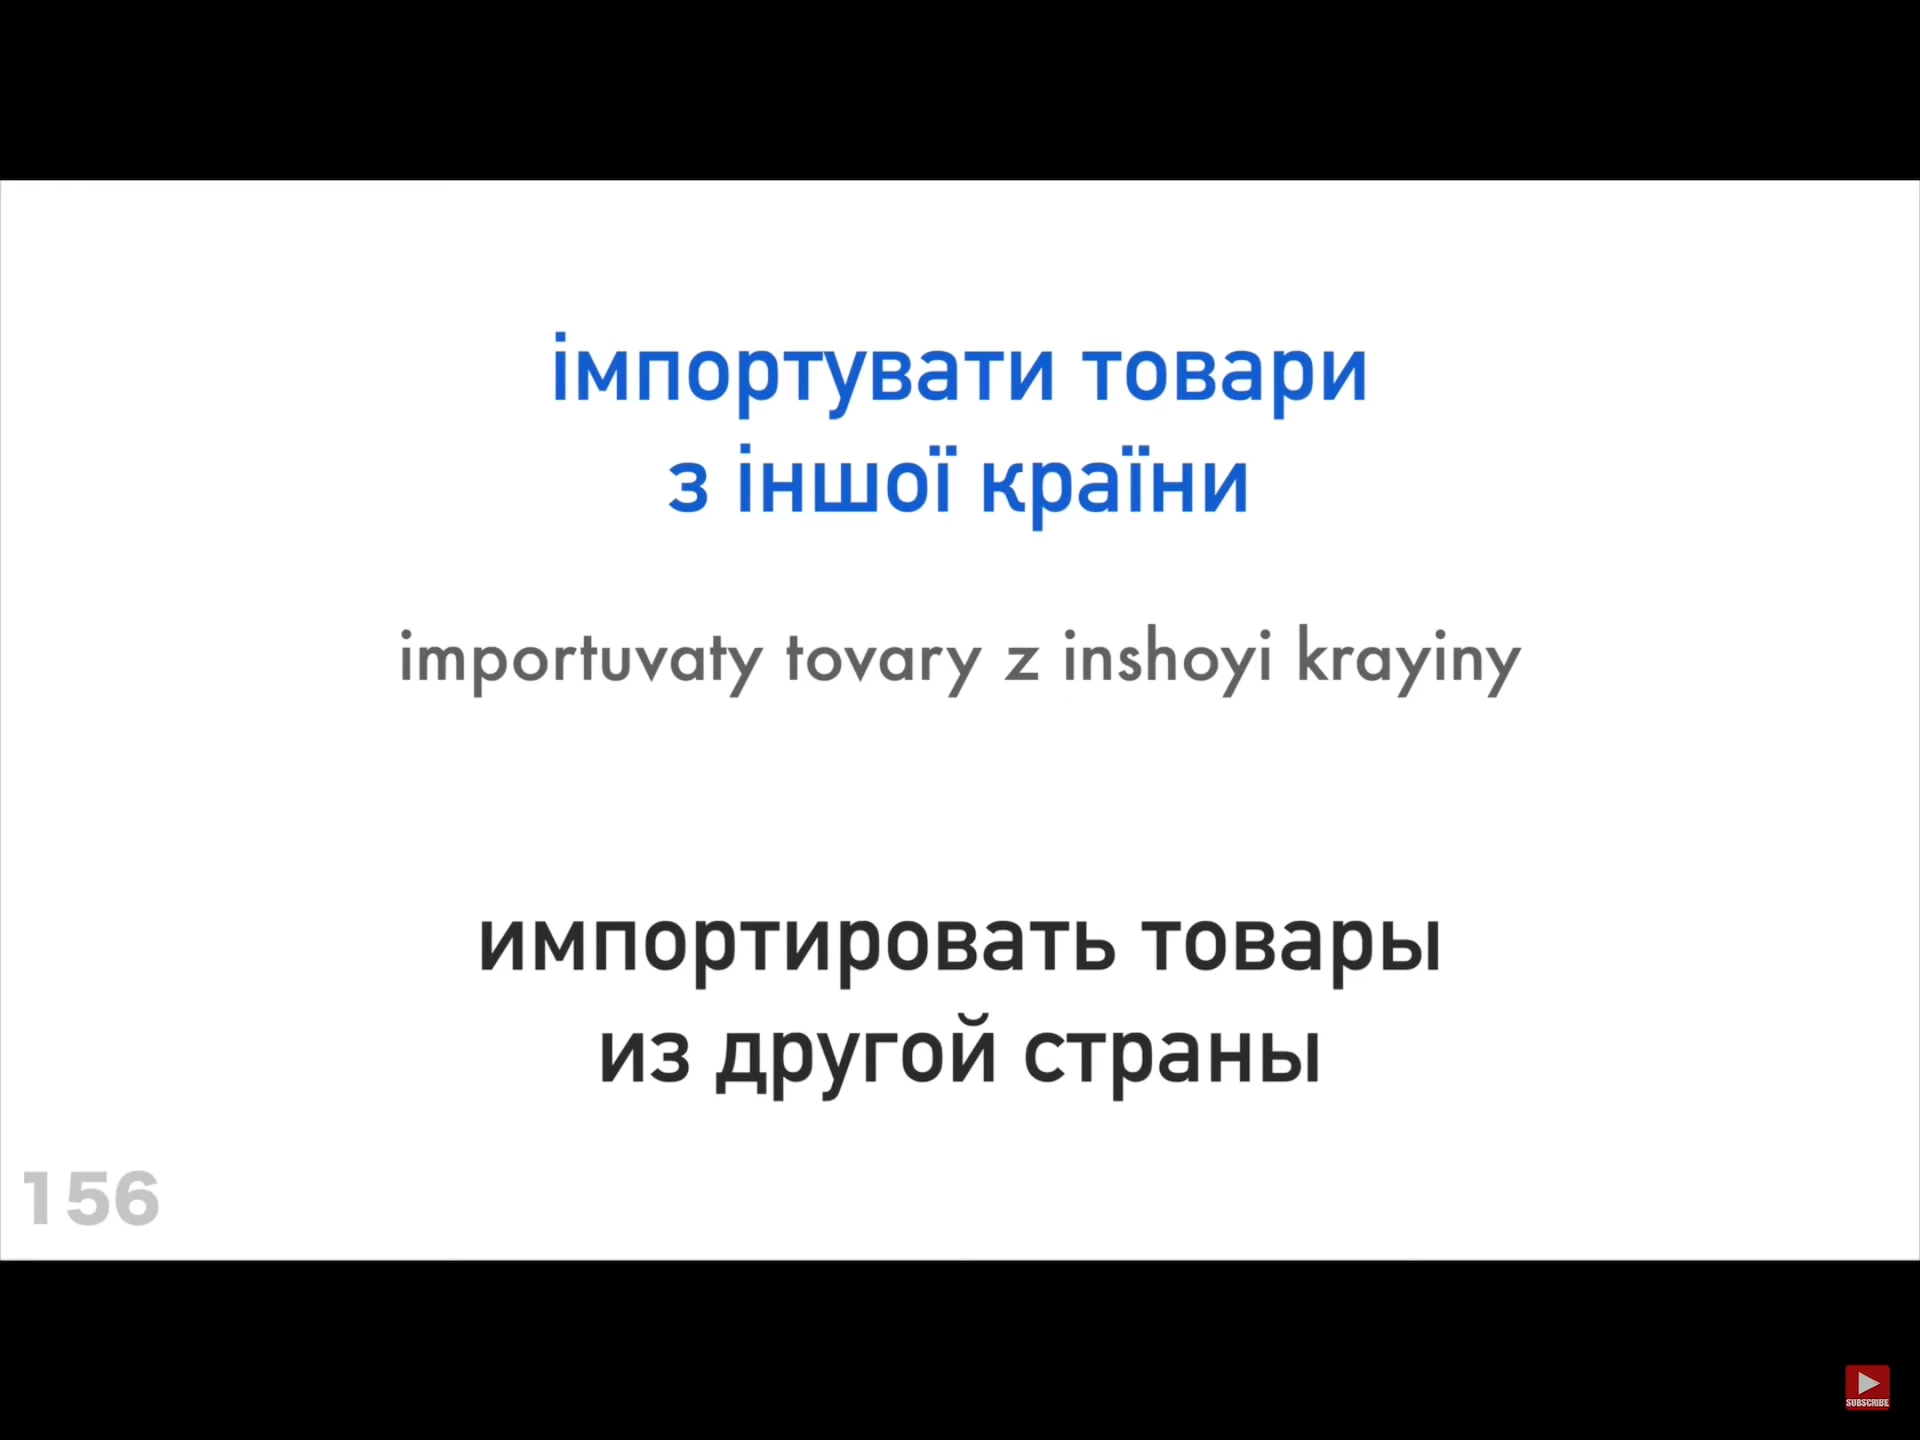 імпортувати товари
з іншої країни
importuvaty tovary z inshoyi krayiny
импортировать товары
из другой страны
156
SUBSCRIBE